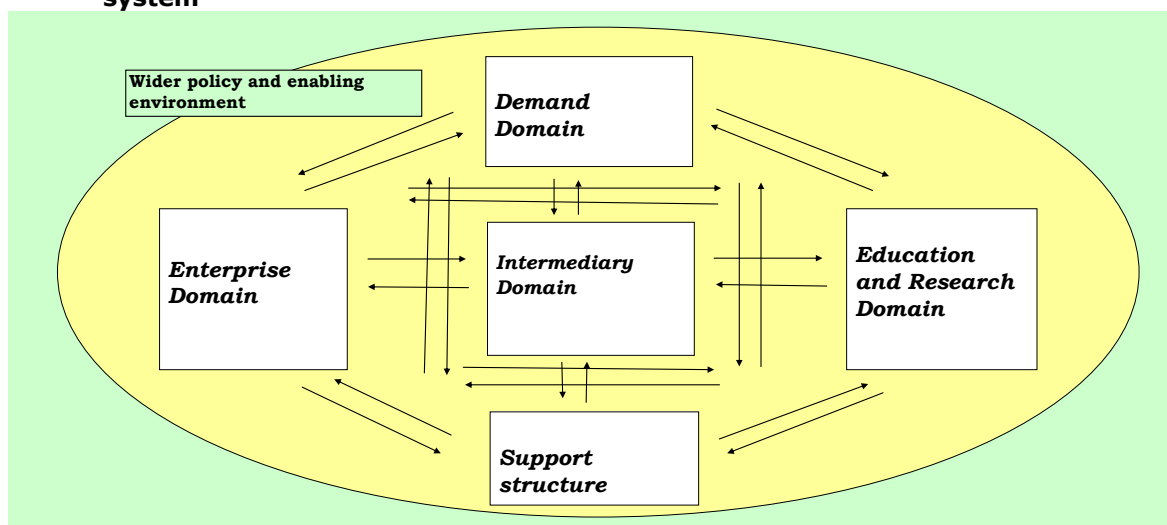 system
Wider policy and enabling
environment
Demand
Domain
Enterprise
Domain
Intermediary
Domain
Education
and Research
Domain
Support
structure